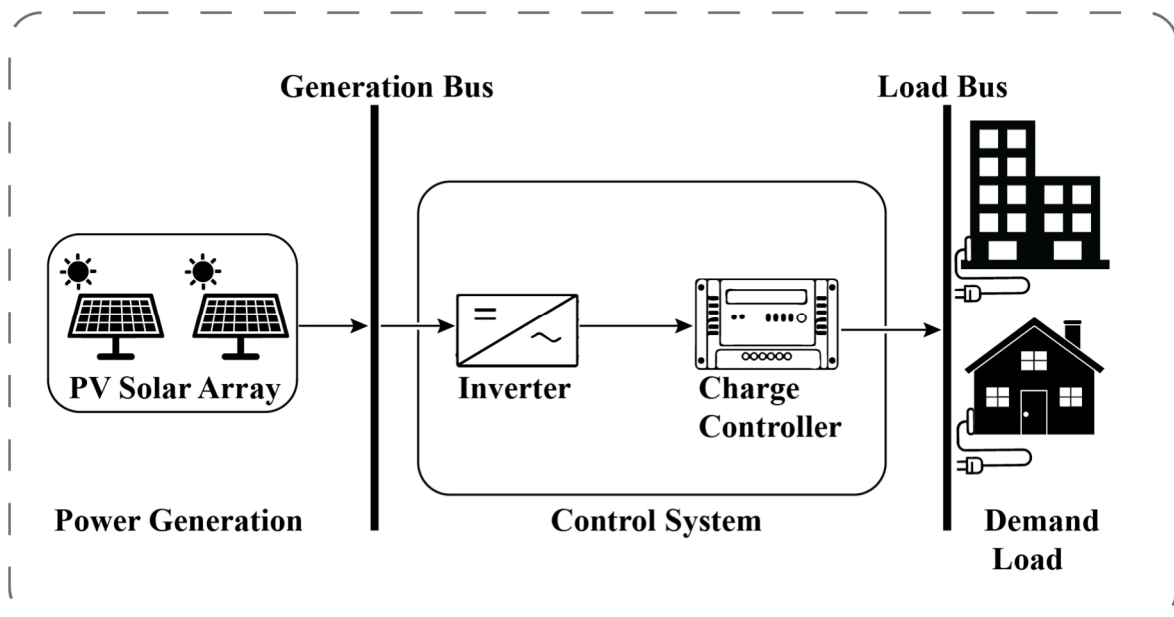 Generation Bus
Load Bus
PV Solar Array
Inverter
Charge
Controller
Power Generation
Control System
Demand
Load